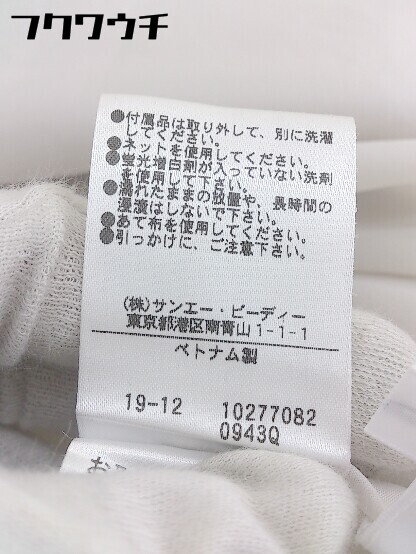 フクワウチ
●付属品は取り外して、別に洗濯
してください。
●ネットを使用してください。
●蛍光増白剤が入っていない洗剤
を使用して下さい。
●濡れたままの放置や、長時間の
浸漬はしないで下さい。
●あて布を使用してください。
●引っかけに、ご注意下さい。
(株)サンエー・ビーディー
東京都港区南青山1-1-1
ベトナム製
19-12 10277082
0943Q